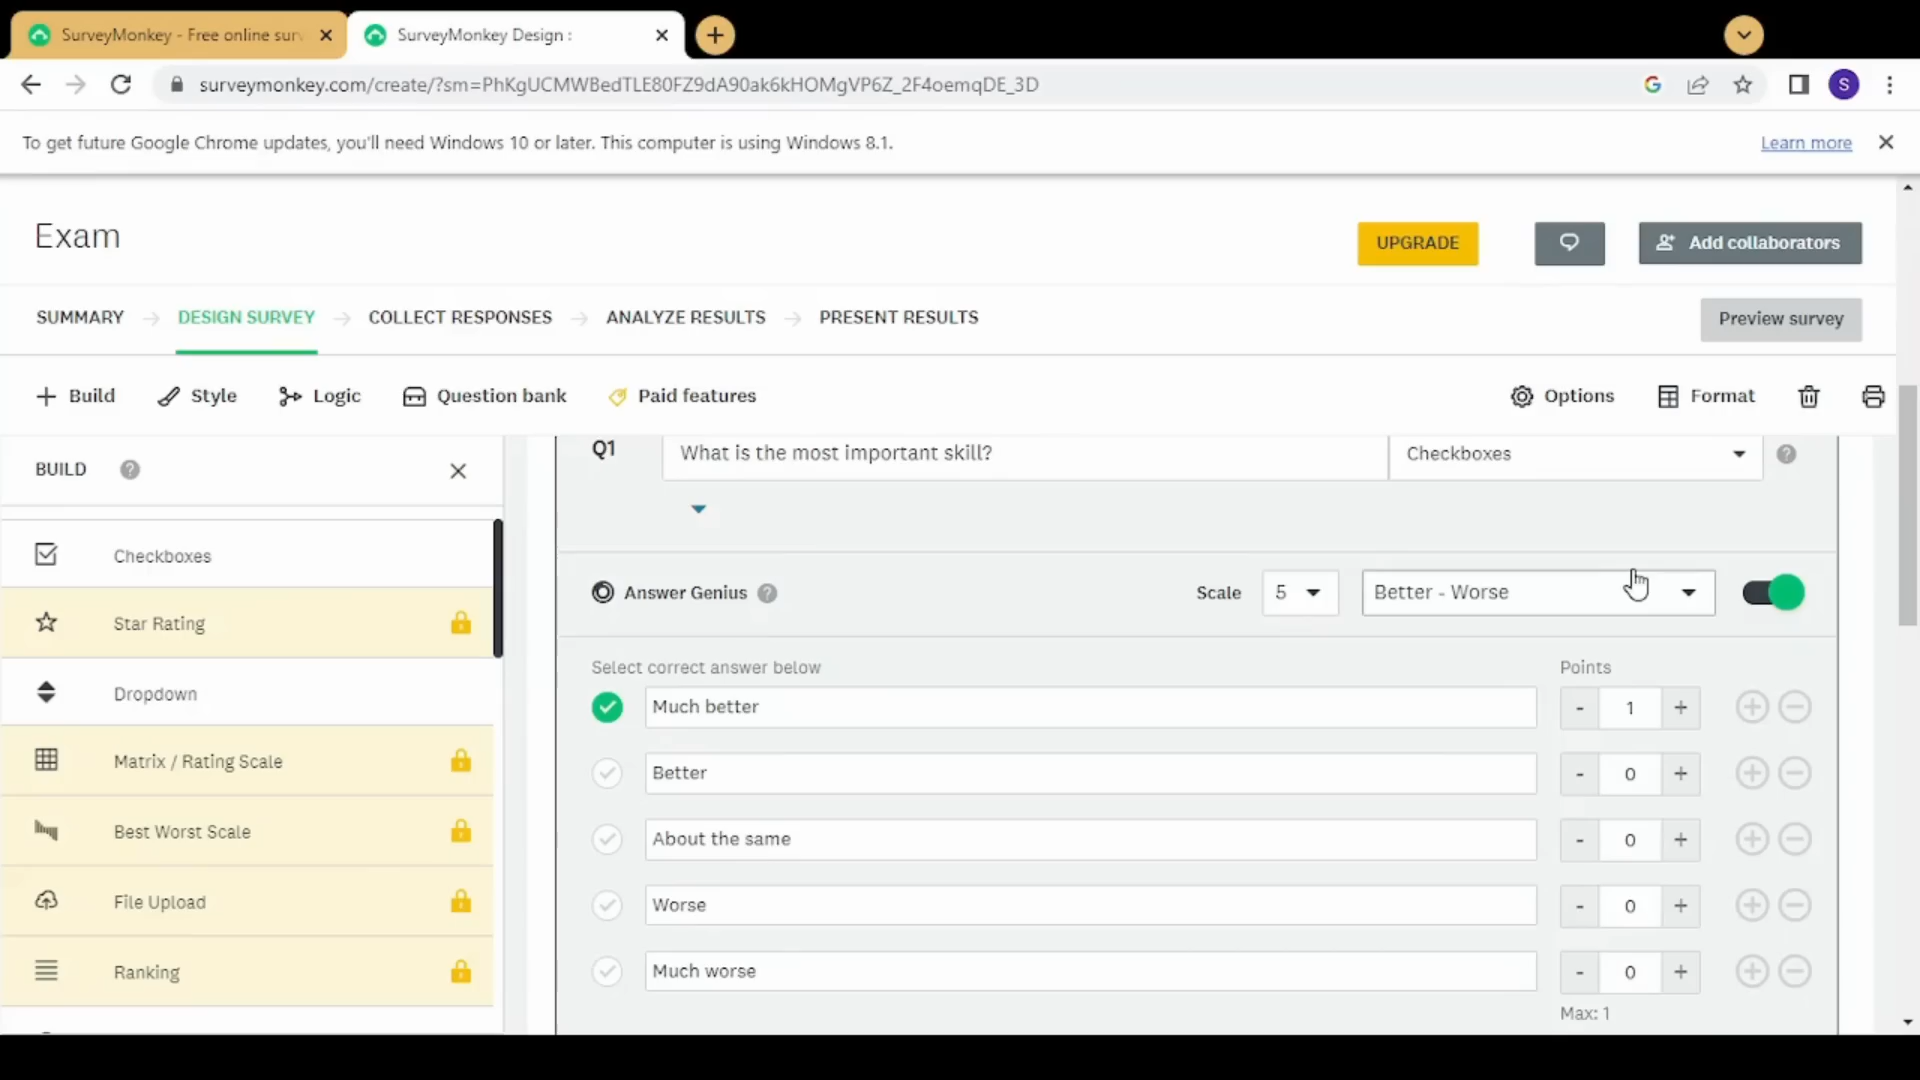 SurveyMonkey - Free online sur
SurveyMonkey Design :
surveymonkey.com/create/?sm=PhKgUCMWBedTLE80FZ9dA90ak6kHOMgVP6Z_2F4oemqDE_3D
S
To get future Google Chrome updates, you'll need Windows 10 or later. This computer is using Windows 8.1.
Learn more
Exam
UPGRADE
Add collaborators
SUMMARY
DESIGN SURVEY
COLLECT RESPONSES
ANALYZE RESULTS
PRESENT RESULTS
Preview survey
Build
Style
Logic
Question bank
Paid features
Options
Format
BUILD
Checkboxes
Star Rating
Dropdown
Matrix / Rating Scale
Best Worst Scale
File Upload
Ranking
Q1
What is the most important skill?
Checkboxes
Answer Genius
Scale
5
Better - Worse
Select correct answer below
Points
Much better
- 1 +
Better
- 0 +
About the same
- 0 +
Worse
- 0 +
Much worse
- 0 +
Max: 1